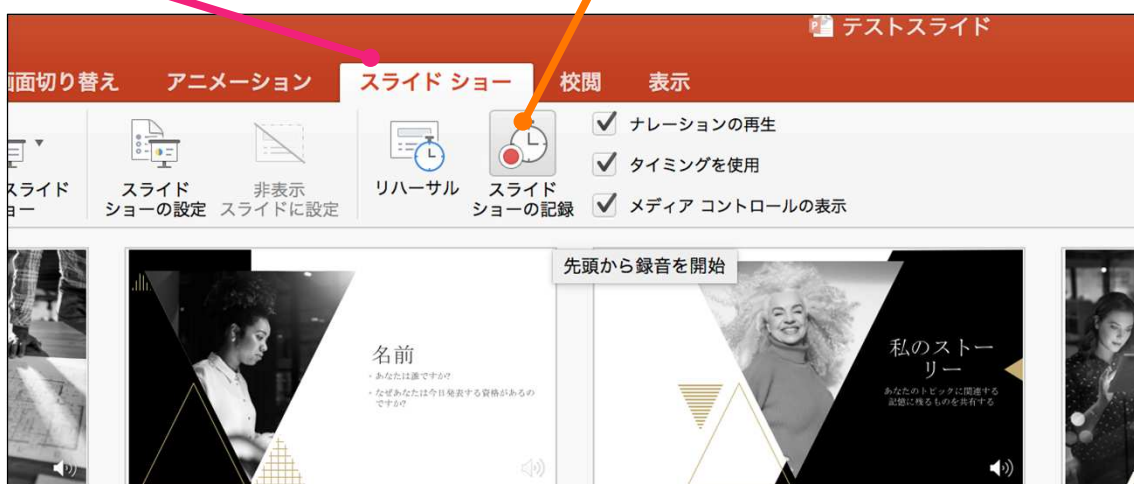 テストスライド
画面切り替え アニメーション スライド ショー 校閲 表示
スライド
ショーの設定
非表示
スライドに設定
リハーサル
スライド
ショーの記録
ナレーションの再生
タイミングを使用
メディア コントロールの表示
スライド
ョー
先頭から録音を開始
名前
・あなたは誰ですか?
・なぜあなたは今日発表する資格があるの
ですか?
私のストー
リー
あなたのトピックに関連する
記憶に残るものを共有する